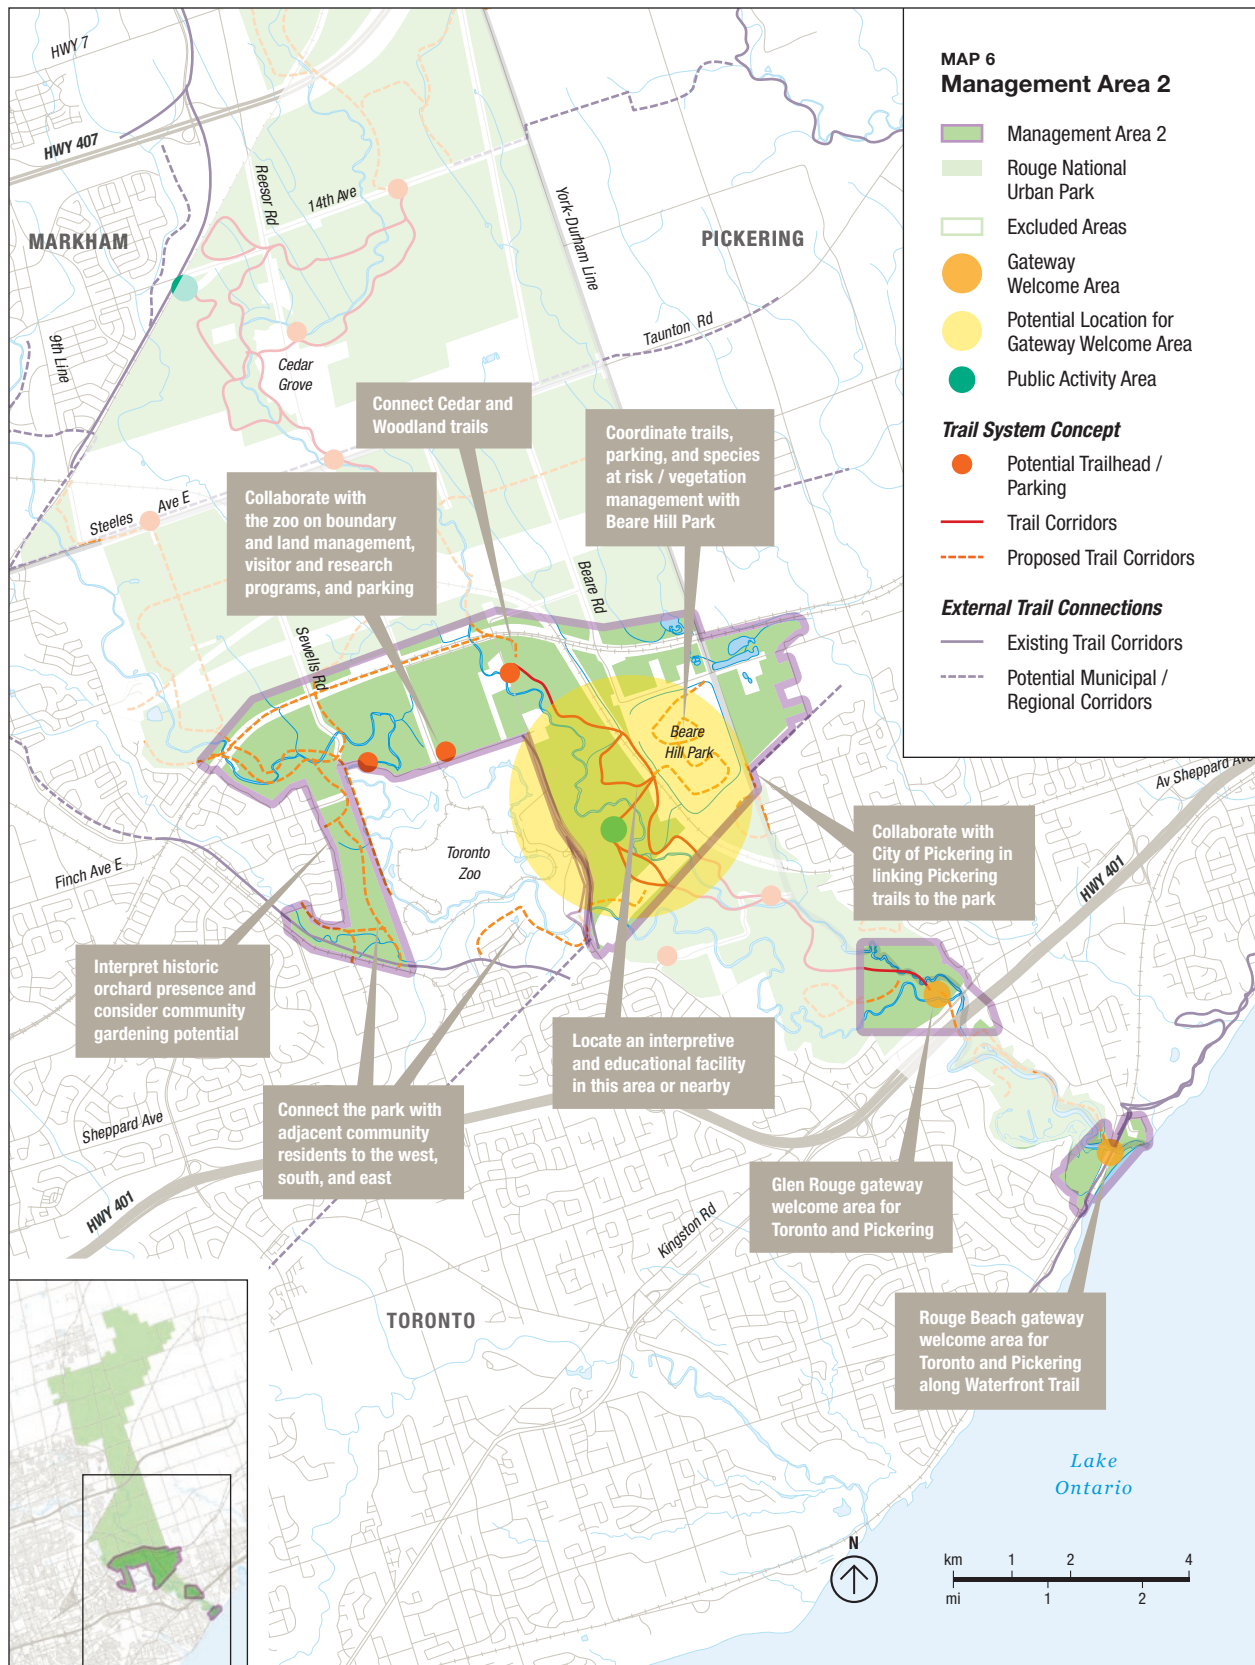 MAP 6
Management Area 2
Management Area 2
Rouge National
Urban Park
Excluded Areas
Gateway
Welcome Area
Potential Location for
Gateway Welcome Area
Public Activity Area
Trail System Concept
Potential Trailhead /
Parking
Trail Corridors
Proposed Trail Corridors
External Trail Connections
Existing Trail Corridors
Potential Municipal /
Regional Corridors
HWY 7
HWY 407
Reesor Rd
14th Ave
York-Durham Line
MARKHAM
PICKERING
9th Line
Cedar
Grove
Taunton Rd
Connect Cedar and
Woodland trails
Coordinate trails,
parking, and species
at risk / vegetation
management with
Beare Hill Park
Steeles Ave E
Collaborate with
the zoo on boundary
and land management,
visitor and research
programs, and parking
Beare Rd
Sewells Rd
Beare
Hill Park
Av Sheppard Ave
Toronto
Zoo
Finch Ave E
Collaborate with
City of Pickering in
linking Pickering
trails to the park
HWY 401
Interpret historic
orchard presence and
consider community
gardening potential
Locate an interpretive
and educational facility
in this area or nearby
Connect the park with
adjacent community
residents to the west,
south, and east
Sheppard Ave
HWY 401
Glen Rouge gateway
welcome area for
Toronto and Pickering
Kingston Rd
TORONTO
Rouge Beach gateway
welcome area for
Toronto and Pickering
along Waterfront Trail
Lake
Ontario
N
km 1 2 4
mi 1 2